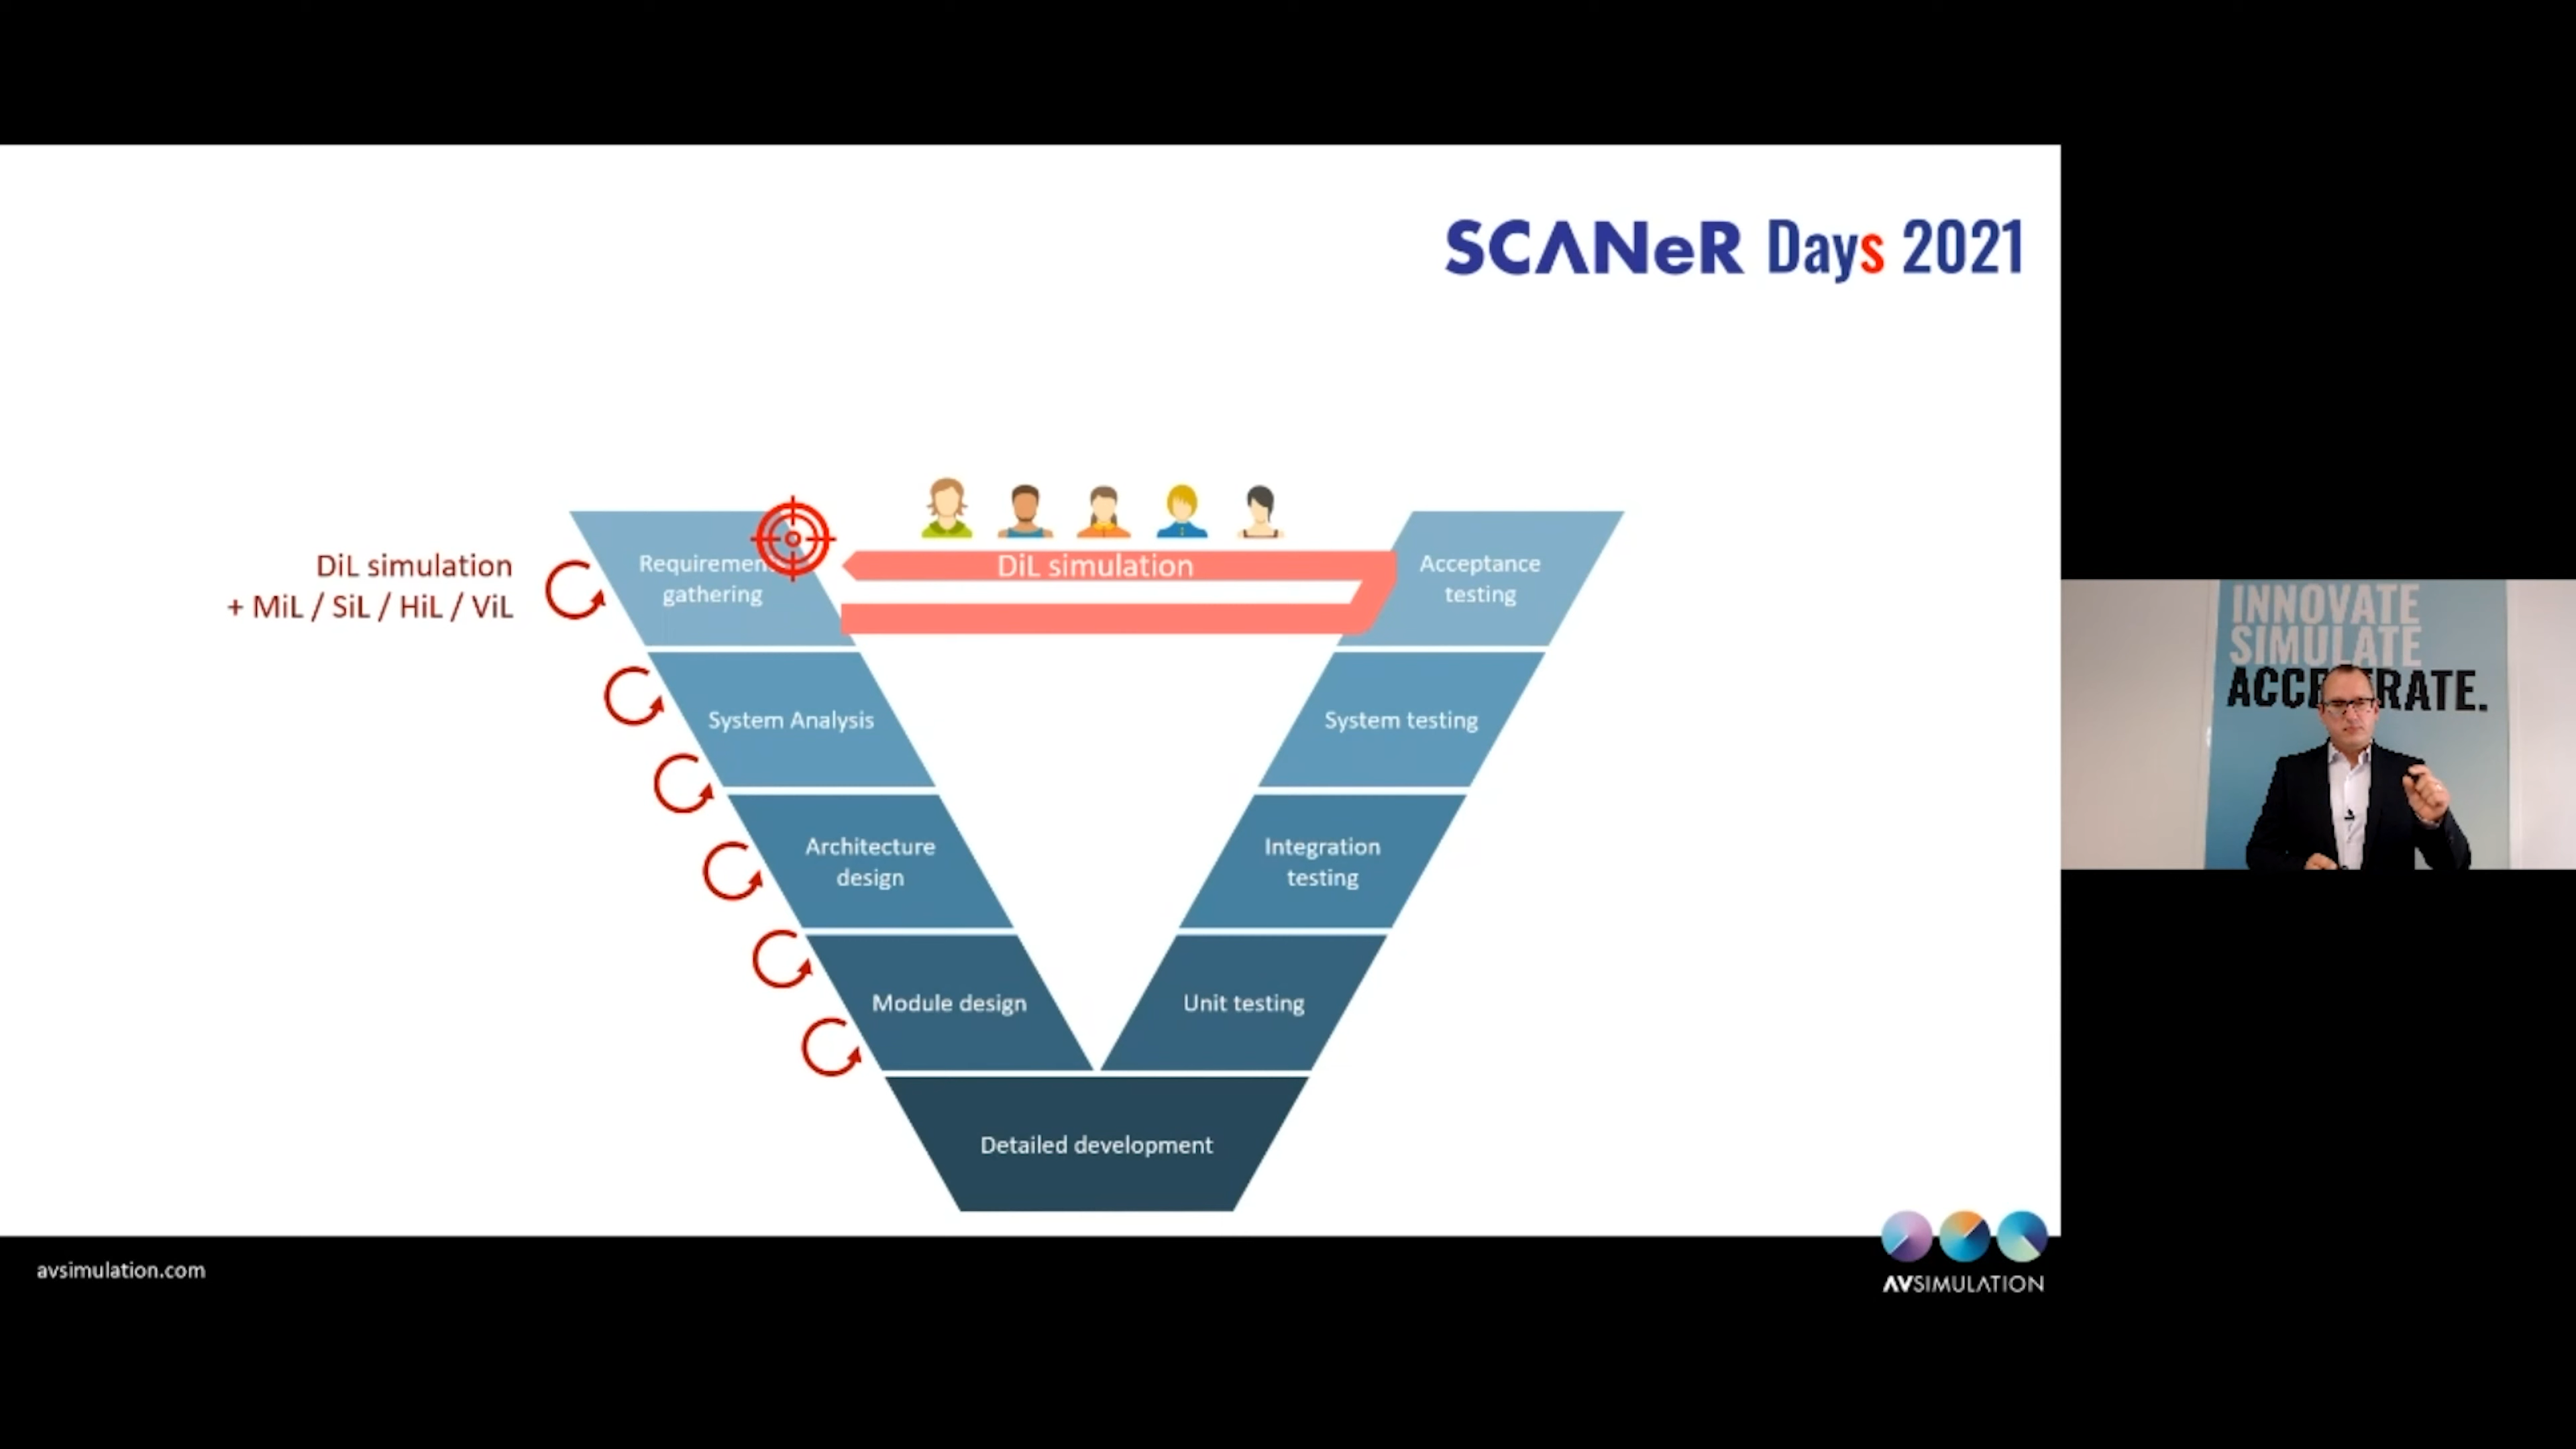 SCANeR Days 2021
DiL simulation
+ MiL / SiL / HiL / ViL
Requirement
gathering
DiL simulation
Acceptance
testing
System Analysis
System testing
Architecture
design
Integration
testing
Module design
Unit testing
Detailed development
INNOVATE
SIMULATE
ACCELERATE.
avsimulation.com
AVSIMULATION